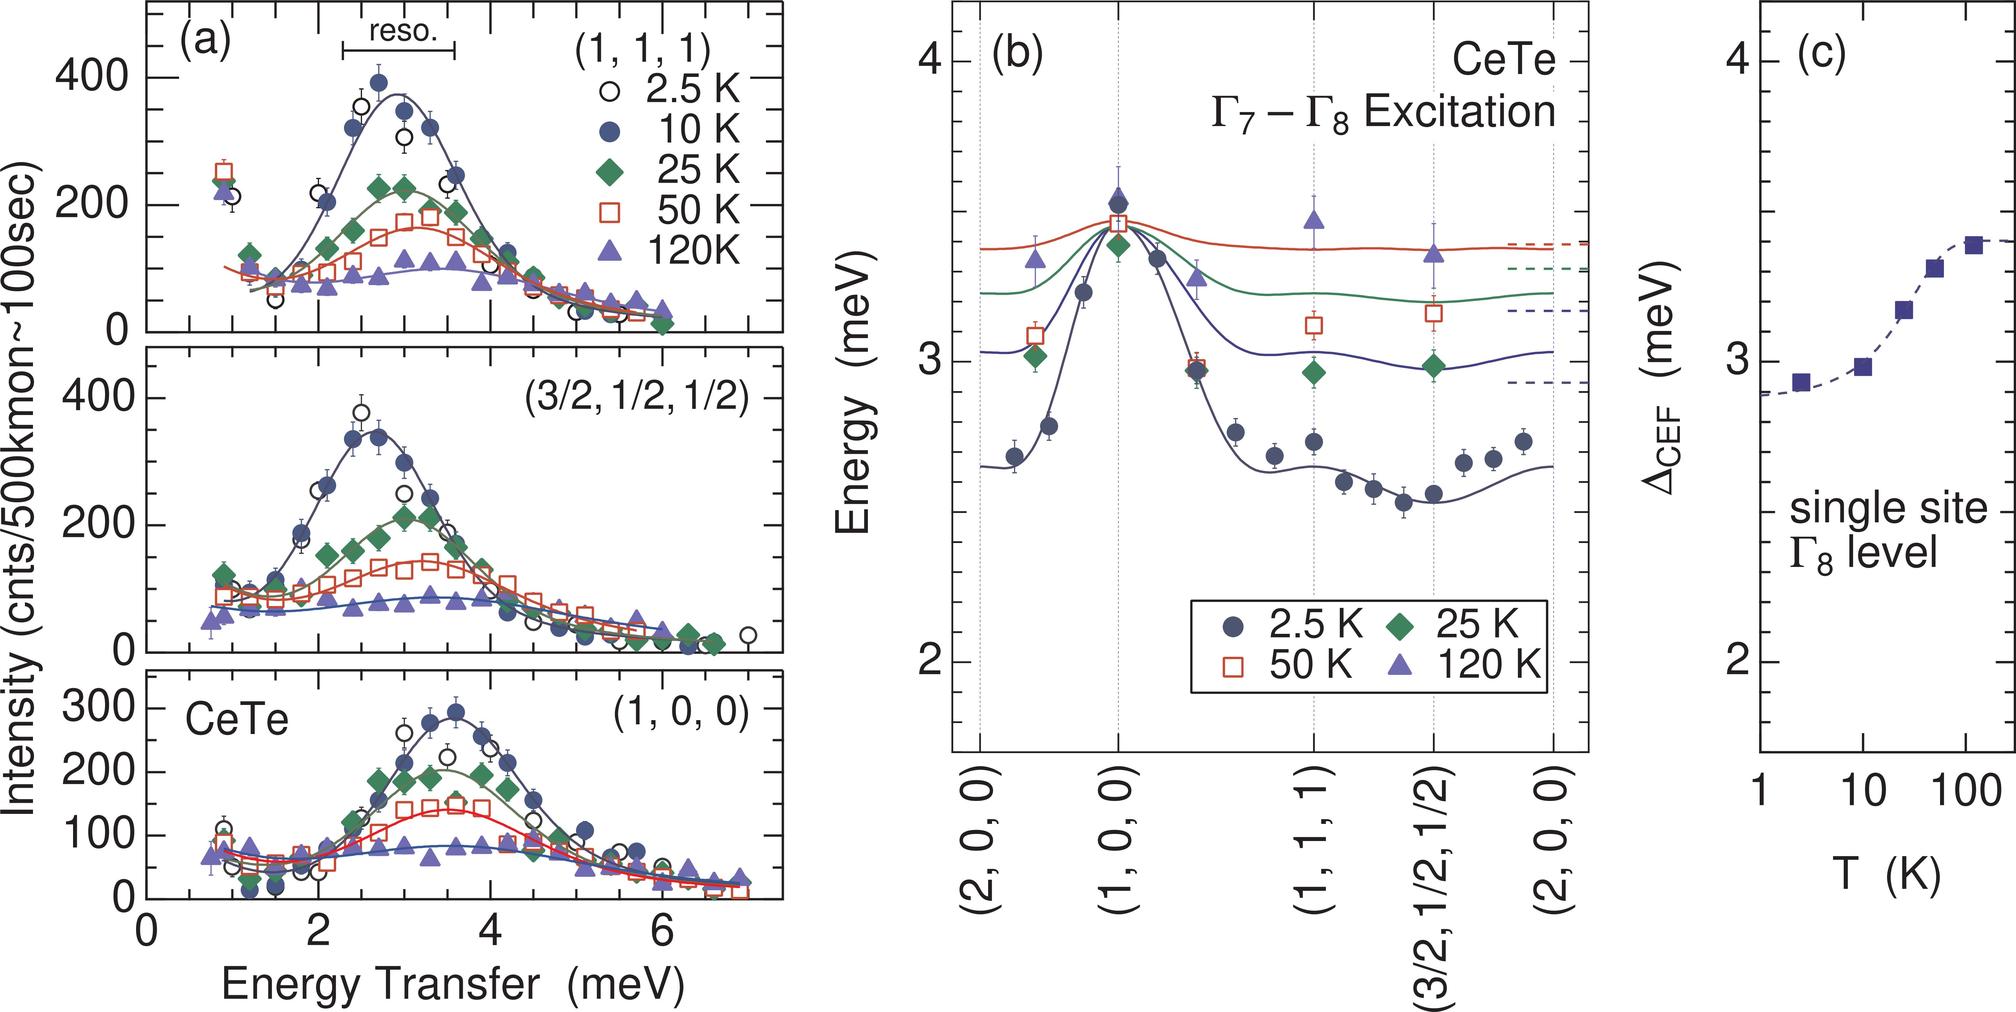 Intensity (cnts/500kmon~100sec)
(a)
reso.
(1, 1, 1)
2.5 K
10 K
25 K
50 K
120K
400
200
0
(3/2, 1/2, 1/2)
400
200
0
CeTe
(1, 0, 0)
300
200
100
0
0 2 4 6
Energy Transfer (meV)
(b)
CeTe
Γ7 – Γ8 Excitation
4
3
2
Energy (meV)
2.5 K 25 K
50 K 120 K
(2, 0, 0)
(1, 0, 0)
(1, 1, 1)
(3/2, 1/2, 1/2)
(2, 0, 0)
(c)
4
3
2
ΔCEF (meV)
single site
Γ8 level
1 10 100
T (K)